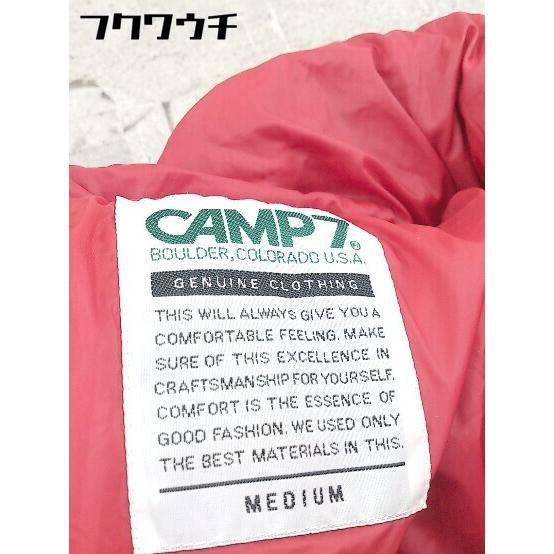 フクワウチ
CAMP7®
BOULDER, COLORADO U.S.A.
GENUINE CLOTHING
THIS WILL ALWAYS GIVE YOU A
COMFORTABLE FEELING. MAKE
SURE OF THIS EXCELLENCE IN
CRAFTSMANSHIP FOR YOURSELF.
COMFORT IS THE ESSENCE OF
GOOD FASHION. WE USED ONLY
THE BEST MATERIALS IN THIS.
MEDIUM